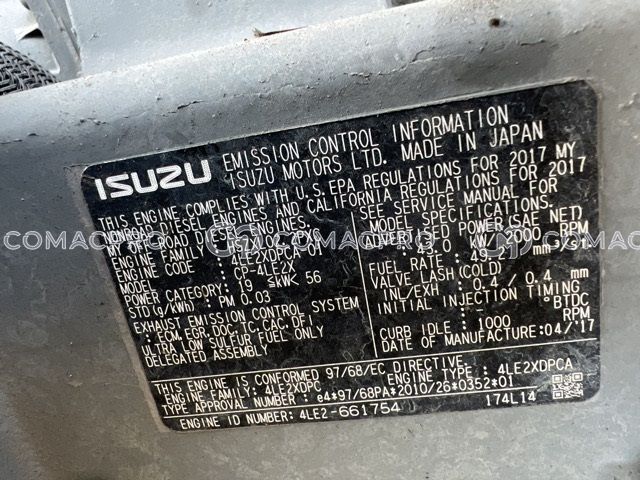 ISUZU
EMISSION CONTROL INFORMATION
ISUZU MOTORS LTD. MADE IN JAPAN
THIS ENGINE COMPLIES WITH U.S.EPA REGULATIONS FOR 2017 MY
NONROAD DIESEL ENGINES AND CALIFORNIA REGULATIONS FOR 2017
MY OFF-ROAD DIESEL ENGINES.
SEE SERVICE MANUAL FOR
MODEL SPECIFICATIONS.
ENGINE FAMILY :
ENGINE CODE : 4LE2XDPCA-01
MODEL : CP-4LE2X
POWER CATEGORY: 19 ≤kW< 56
STD(g/kWh) : PM 0.03
EXHAUST EMISSION CONTROL SYSTEM
: ECM,EGR,DOC,TC,CAC,DFI
ULTRA LOW SULFUR FUEL ONLY
DELEGATED ASSEMBLY
ADVERTISED POWER(SAE NET)
: 43.0 kW/ 2000 RPM
FUEL RATE: 49.2 mm³/st
VALVE LASH(COLD)
INL/EXH : 0.4 / 0.4 mm
INITIAL INJECTION TIMING
: - °BTDC
CURB IDLE: 1000 RPM
DATE OF MANUFACTURE:04/'17
THIS ENGINE IS CONFORMED 97/68/EC DIRECTIVE.
ENGINE FAMILY: 4LE2XDPC ENGINE TYPE : 4LE2XDPCA
TYPE APPROVAL : e4*97/68PA*2010/26*0352*01
ENGINE ID NUMBER: 4LE2-661754
174L14
COMACRO
COMACRO
COMACRO